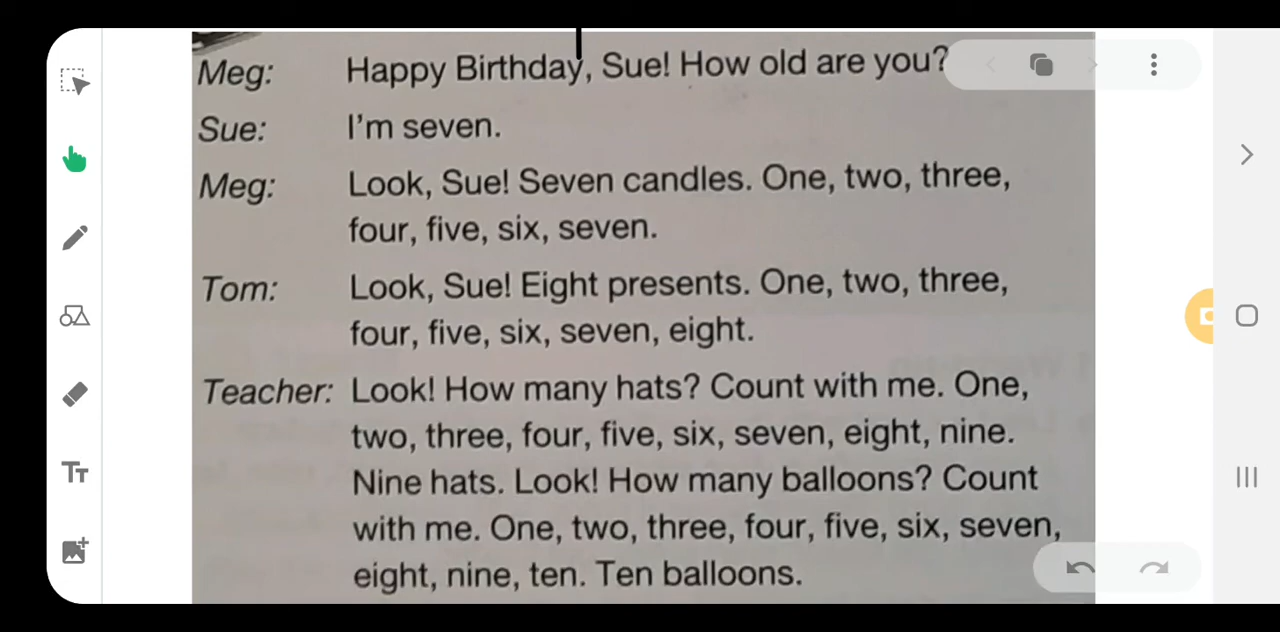 Meg: Happy Birthday, Sue! How old are you?
Sue: I'm seven.
Meg: Look, Sue! Seven candles. One, two, three,
four, five, six, seven.
Tom: Look, Sue! Eight presents. One, two, three,
four, five, six, seven, eight.
Teacher: Look! How many hats? Count with me. One,
two, three, four, five, six, seven, eight, nine.
Nine hats. Look! How many balloons? Count
with me. One, two, three, four, five, six, seven,
eight, nine, ten. Ten balloons.
TT